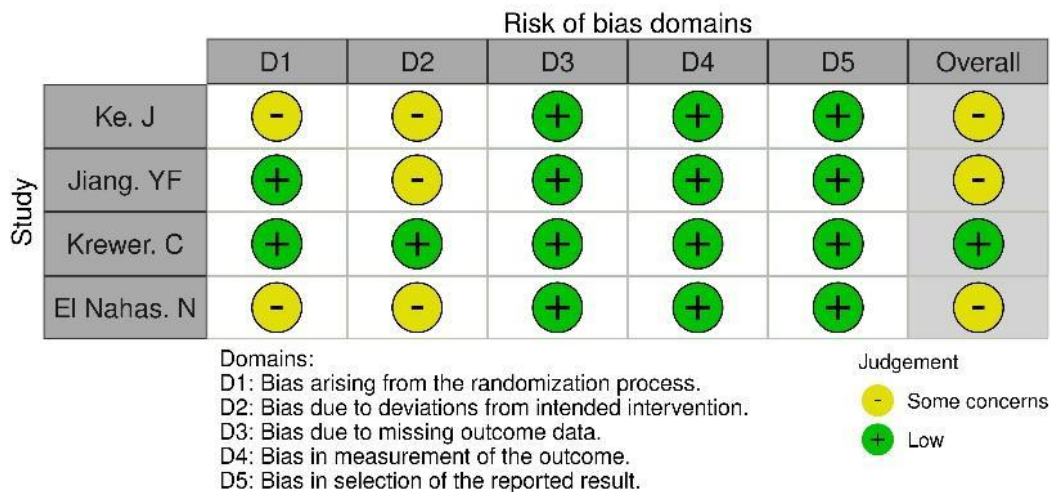 Risk of bias domains
D1 D2 D3 D4 D5 Overall
Study
Ke. J - - + + + -
Jiang. YF + - + + + -
Krewer. C + + + + + +
El Nahas. N - - + + + -
Domains:
D1: Bias arising from the randomization process.
D2: Bias due to deviations from intended intervention.
D3: Bias due to missing outcome data.
D4: Bias in measurement of the outcome.
D5: Bias in selection of the reported result.
Judgement
- Some concerns
+ Low